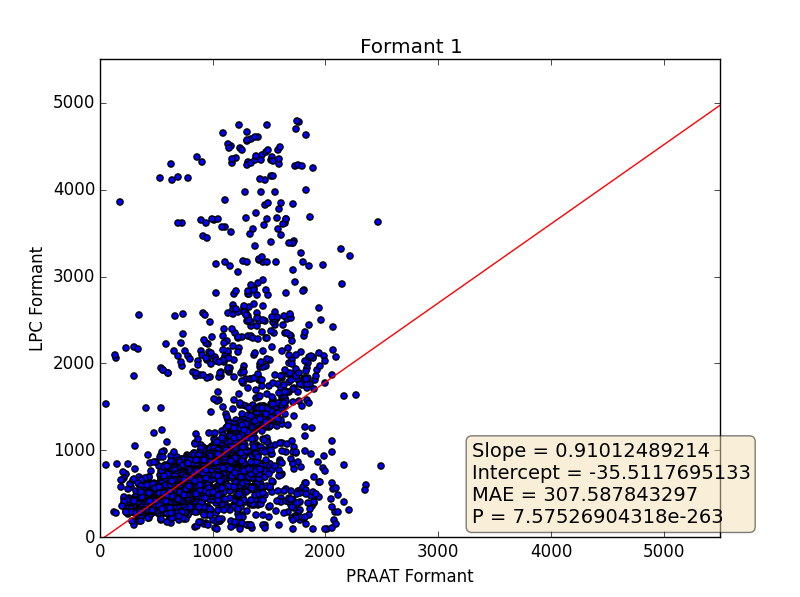 Formant 1
LPC Formant
5000
4000
3000
2000
1000
0
Slope = 0.91012489214
Intercept = -35.5117695133
MAE = 307.587843297
P = 7.57526904318e-263
0 1000 2000 3000 4000 5000
PRAAT Formant